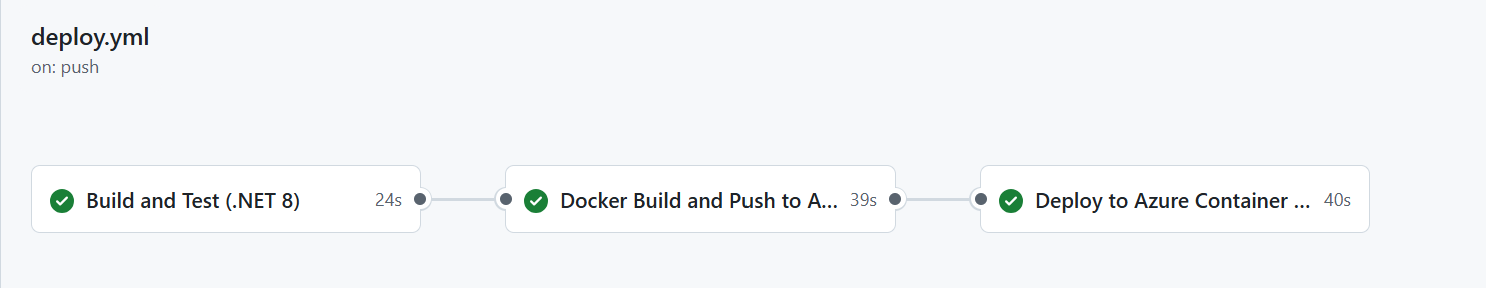 deploy.yml
on: push
Build and Test (.NET 8) 24s
Docker Build and Push to A... 39s
Deploy to Azure Container ... 40s